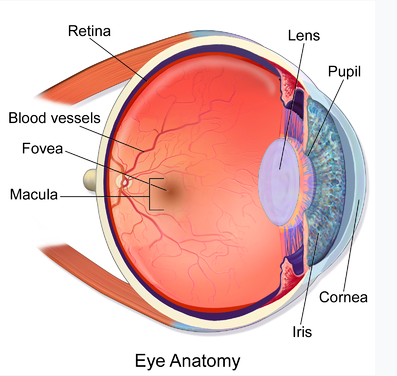 Retina
Lens
Pupil
Blood vessels
Fovea
Macula
Cornea
Iris
Eye Anatomy